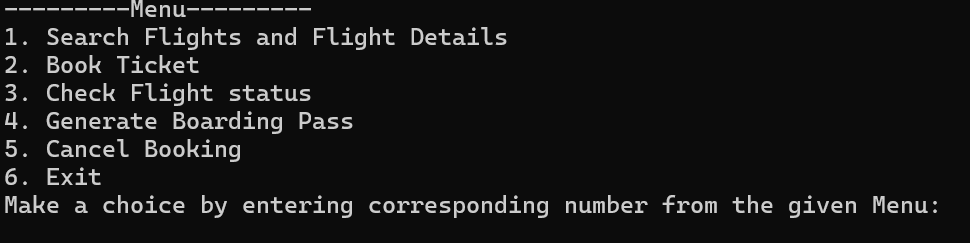 ---------Menu---------
1. Search Flights and Flight Details
2. Book Ticket
3. Check Flight status
4. Generate Boarding Pass
5. Cancel Booking
6. Exit
Make a choice by entering corresponding number from the given Menu: